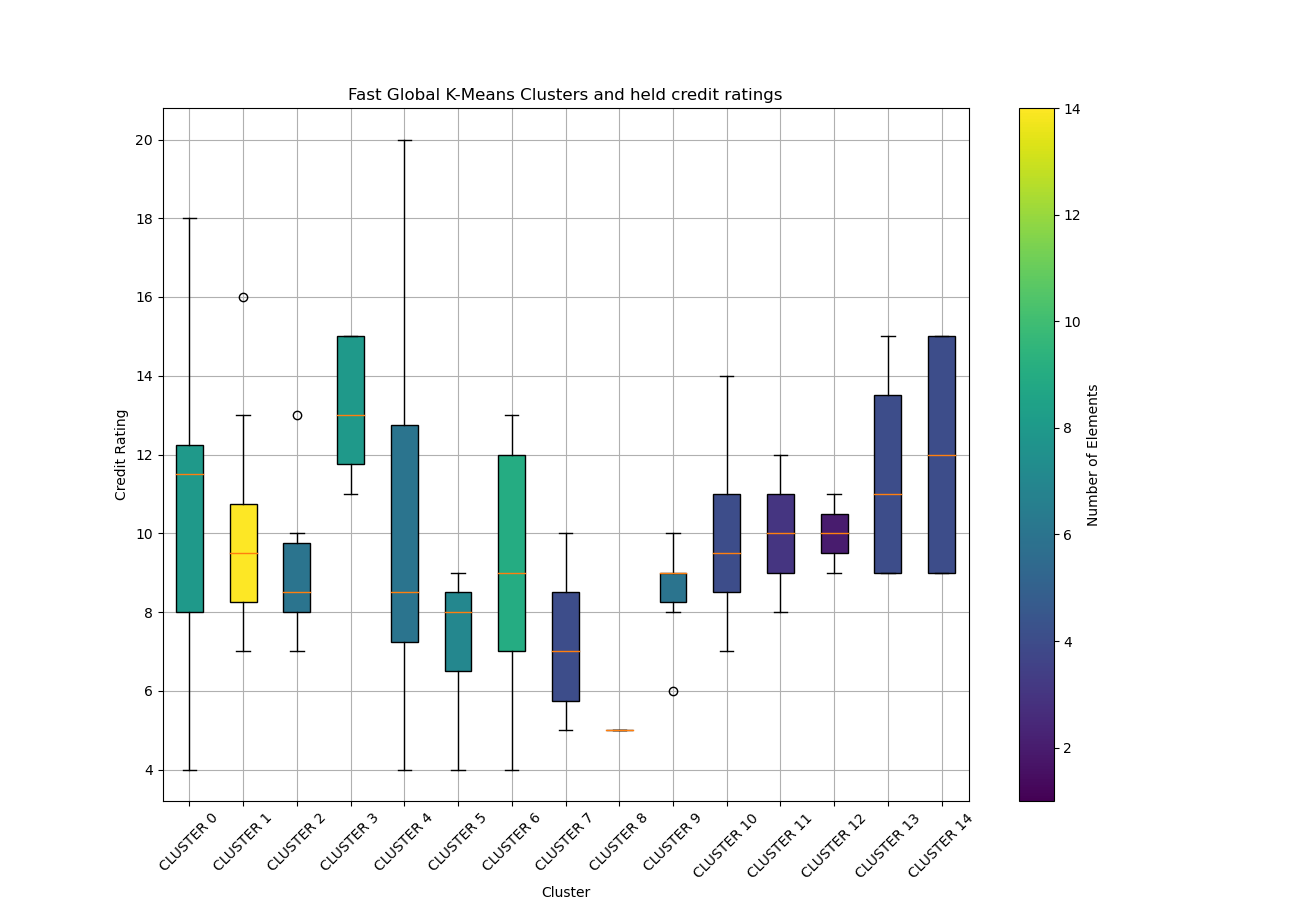 Fast Global K-Means Clusters and held credit ratings
Credit Rating
20
18
16
14
12
10
8
6
4
CLUSTER 0
CLUSTER 1
CLUSTER 2
CLUSTER 3
CLUSTER 4
CLUSTER 5
CLUSTER 6
CLUSTER 7
CLUSTER 8
CLUSTER 9
CLUSTER 10
CLUSTER 11
CLUSTER 12
CLUSTER 13
CLUSTER 14
Cluster
14
12
10
8
6
4
2
Number of Elements